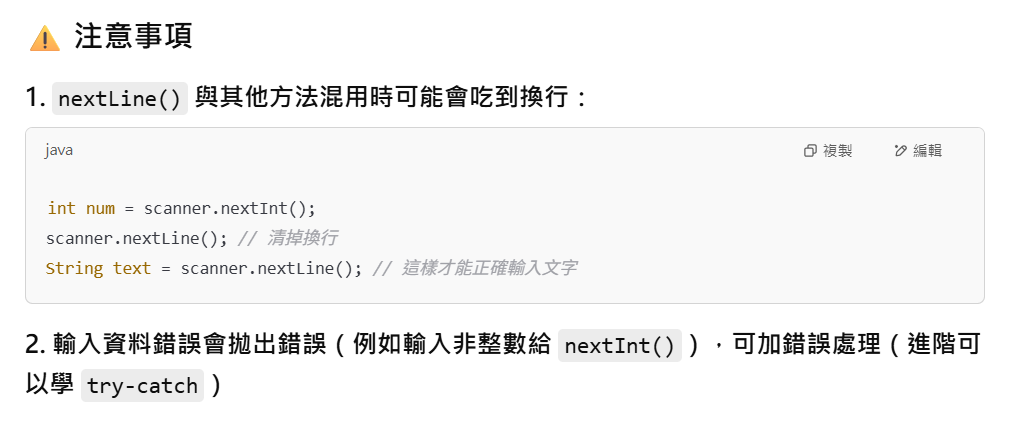 ⚠️ 注意事項
1. nextLine() 與其他方法混用時可能會吃到換行：
java 複製 編輯
int num = scanner.nextInt();
scanner.nextLine(); // 清掉換行
String text = scanner.nextLine(); // 這樣才能正確輸入文字
2. 輸入資料錯誤會拋出錯誤（例如輸入非整數給 nextInt()），可加錯誤處理（進階可
以學 try-catch）